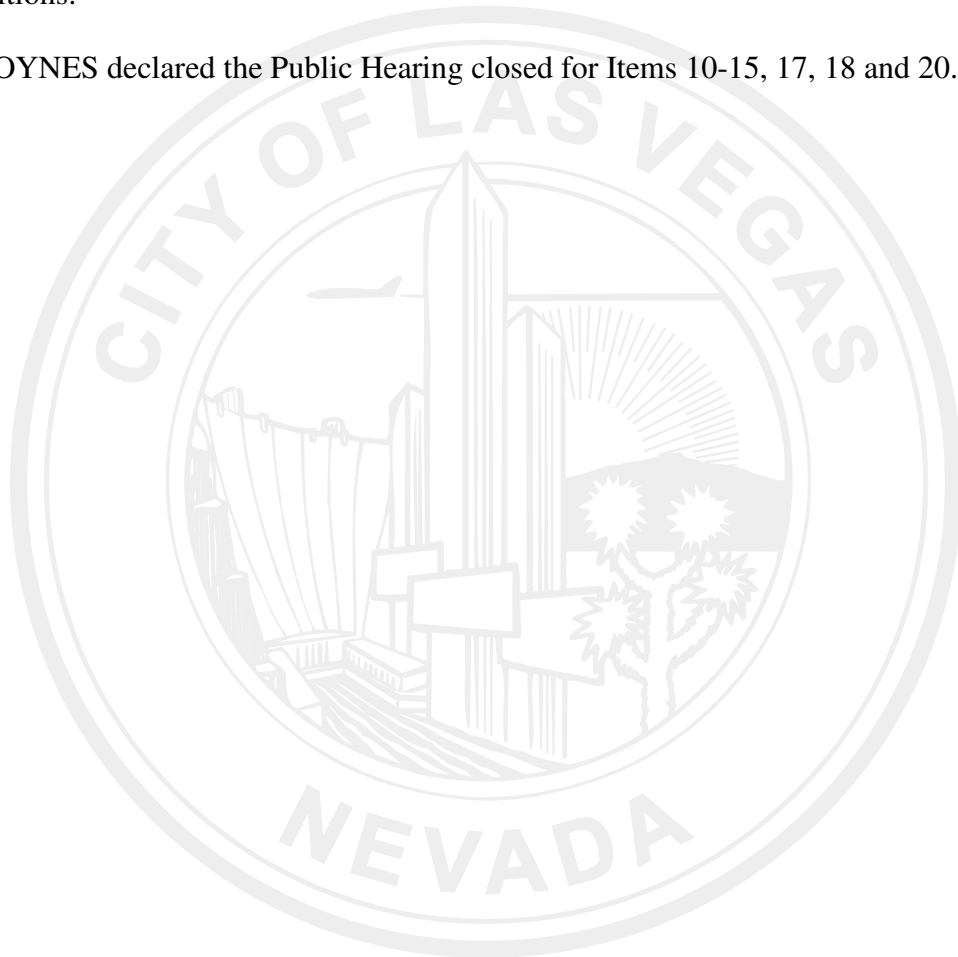 itions.
OYNES declared the Public Hearing closed for Items 10-15, 17, 18 and 20.
CITY OF LAS VEGAS
NEVADA